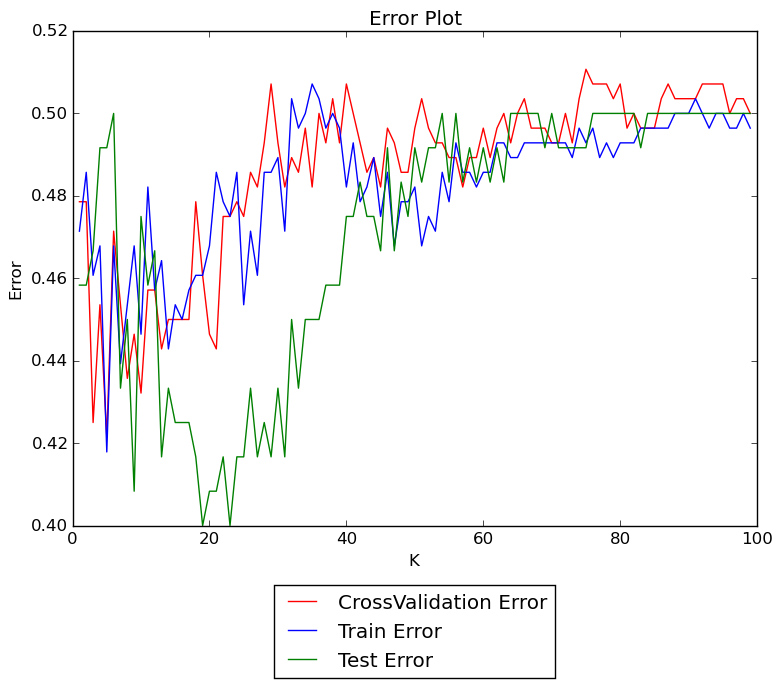 Error Plot
0.52
0.50
0.48
0.46
0.44
0.42
0.40
Error
0 20 40 60 80 100
K
CrossValidation Error
Train Error
Test Error